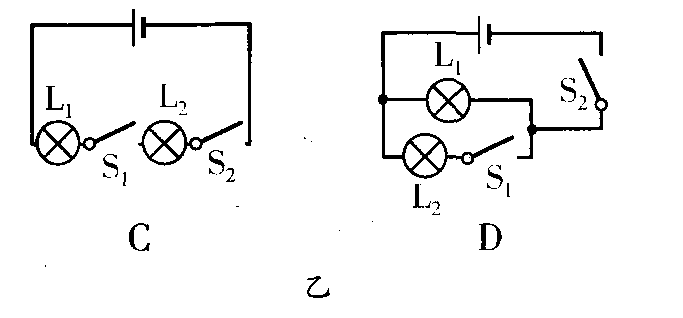 L₁ S₁ L₂ S₂
L₁ S₂
L₂ S₁
C D
乙